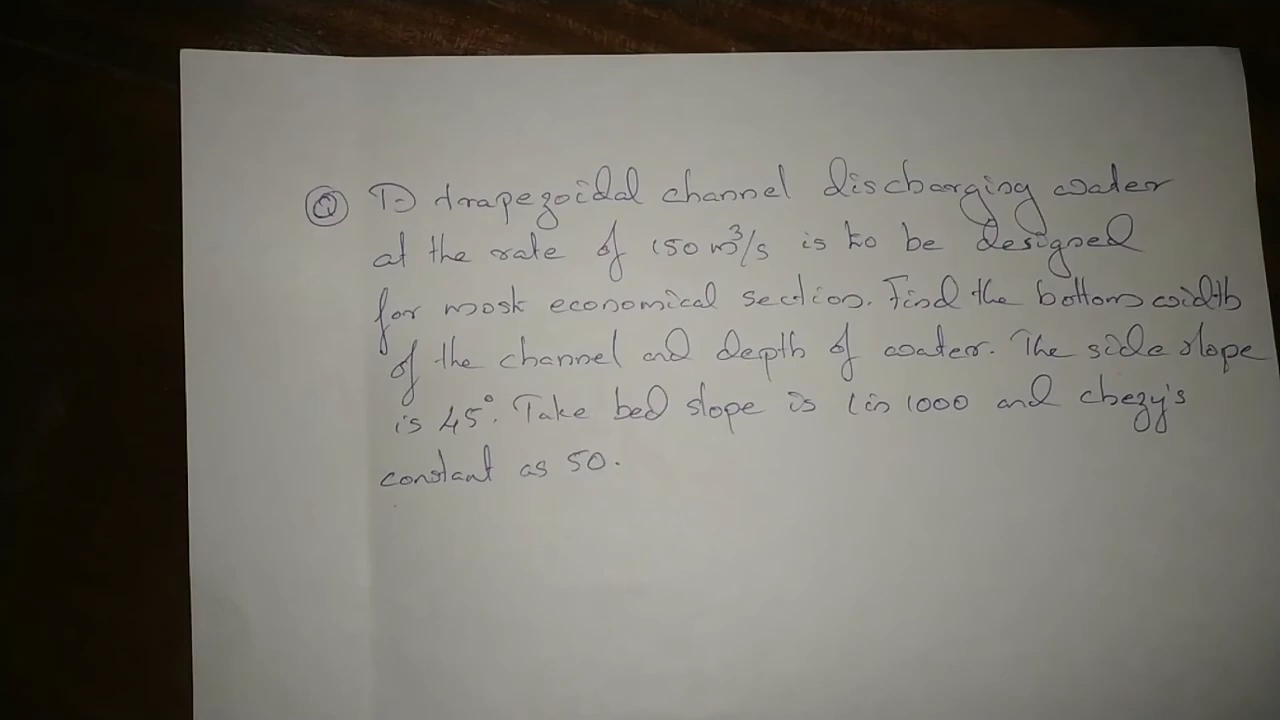 Q A trapezoidal channel discharging water
at the rate of 150 m³/s is to be designed
for most economical section. Find the bottom width
of the channel and depth of water. The side slope
is 45°. Take bed slope is 1 in 1000 and chezy's
constant as 50.